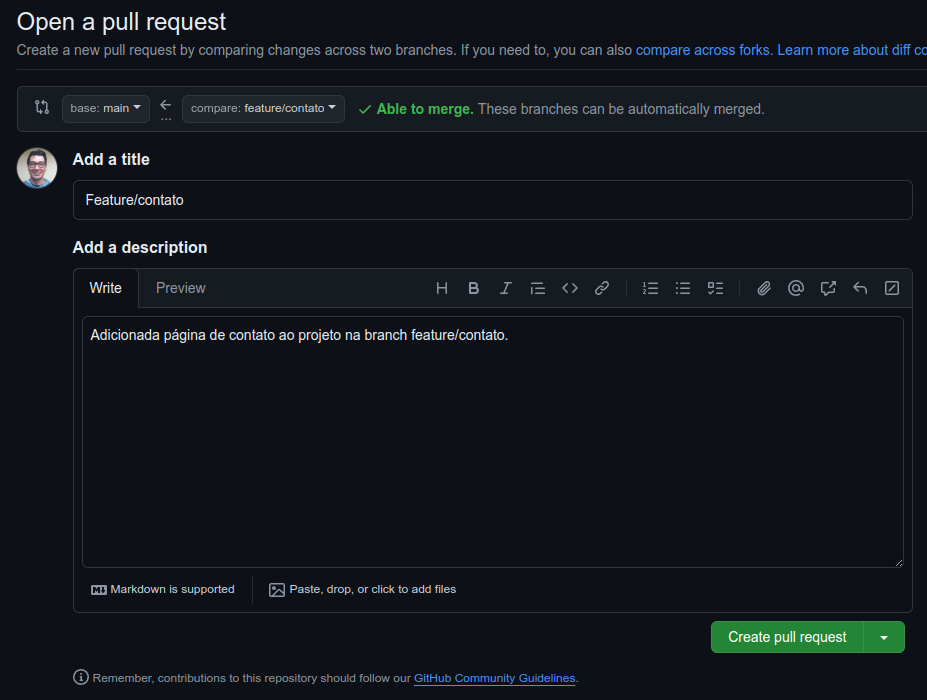 Open a pull request
Create a new pull request by comparing changes across two branches. If you need to, you can also compare across forks. Learn more about diff co
base: main ← ... compare: feature/contato ✓ Able to merge. These branches can be automatically merged.
Add a title
Feature/contato
Add a description
Write Preview
Adicionada página de contato ao projeto na branch feature/contato.
Markdown is supported Paste, drop, or click to add files
Create pull request
Remember, contributions to this repository should follow our GitHub Community Guidelines.